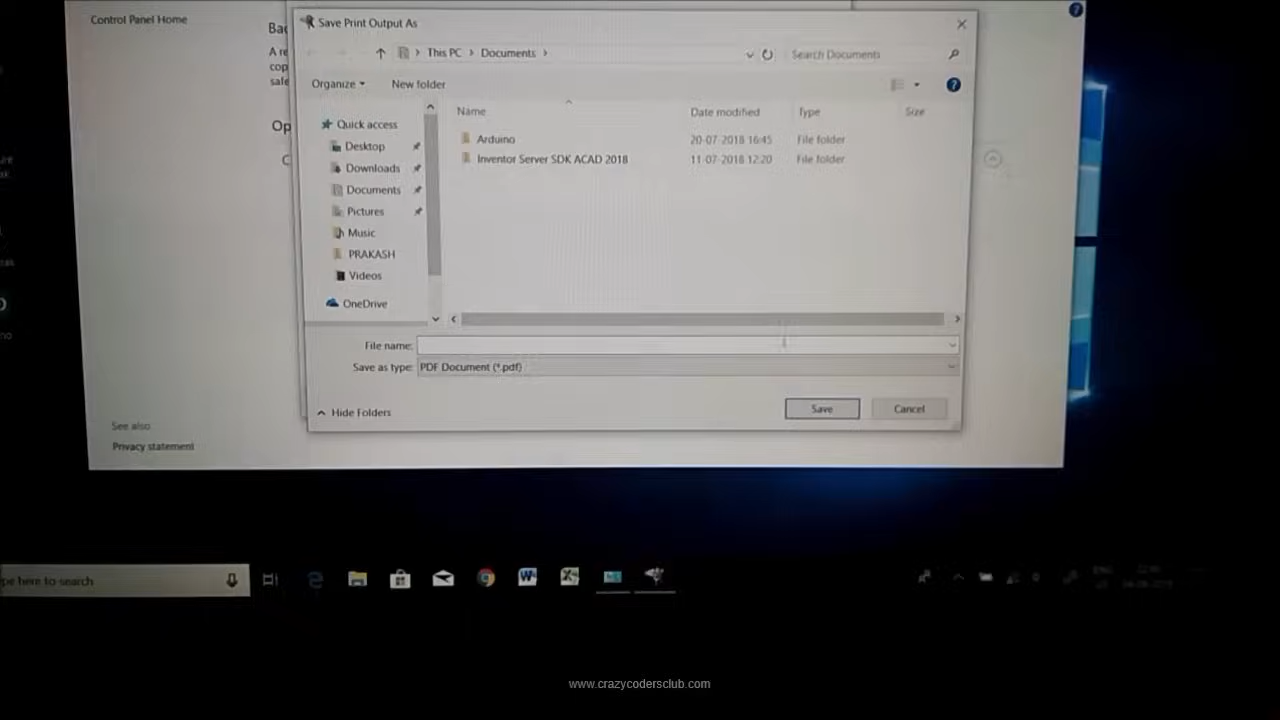 Control Panel Home
Save Print Output As
This PC
Documents
Search Documents
Organize
New folder
Name
Date modified
Type
Size
Quick access
Desktop
Downloads
Documents
Pictures
Music
PRAKASH
Videos
OneDrive
Arduino 20-07-2018 16:45 File folder
Inventor Server SDK ACAD 2018 11-07-2018 12:20 File folder
File name:
Save as type: PDF Document (*.pdf)
Hide Folders
Save
Cancel
See also
Privacy statement
here to search
www.crazycodersclub.com